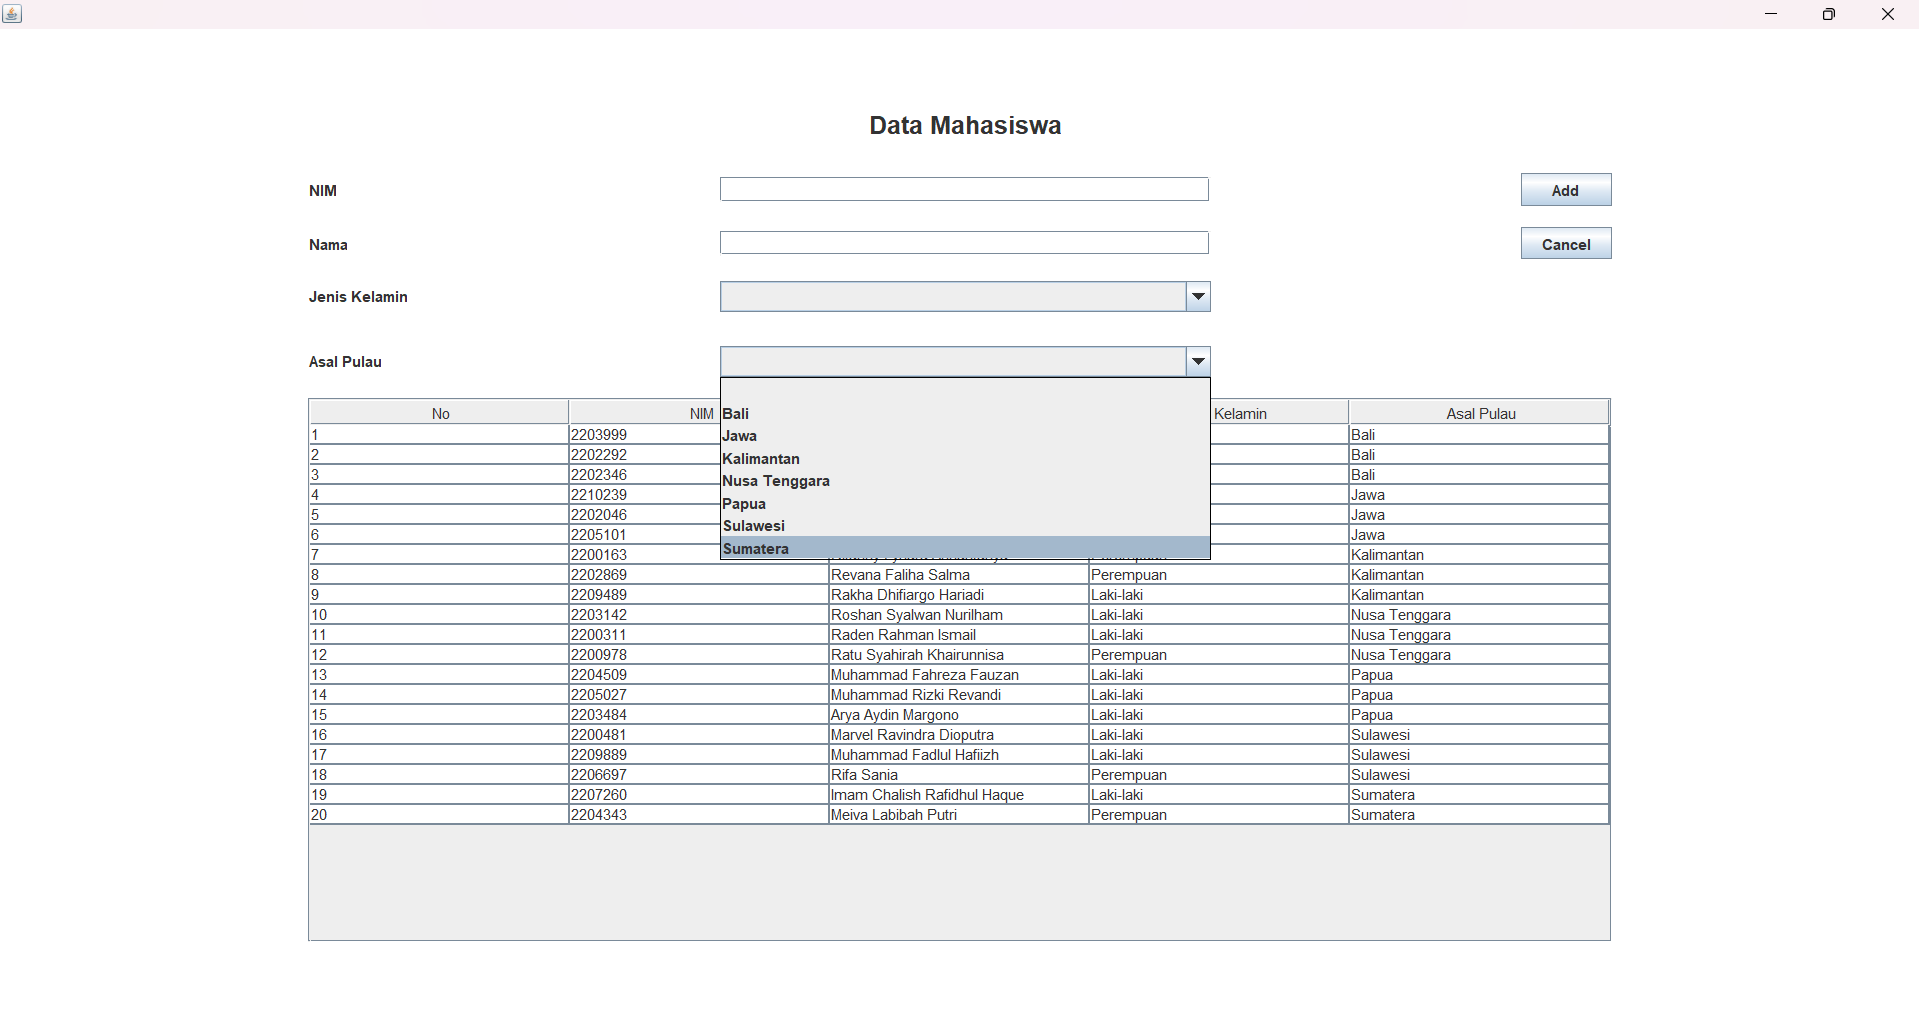 Data Mahasiswa
NIM Add
Nama Cancel
Jenis Kelamin
Asal Pulau
No NIM Kelamin Asal Pulau
Bali
Jawa
Kalimantan
Nusa Tenggara
Papua
Sulawesi
Sumatera
1 2203999 Bali
2 2202292 Bali
3 2202346 Bali
4 2210239 Jawa
5 2202046 Jawa
6 2205101 Jawa
7 2200163 Kalimantan
8 2202869 Revana Faliha Salma Perempuan Kalimantan
9 2209489 Rakha Dhifiargo Hariadi Laki-laki Kalimantan
10 2203142 Roshan Syalwan Nurilham Laki-laki Nusa Tenggara
11 2200311 Raden Rahman Ismail Laki-laki Nusa Tenggara
12 2200978 Ratu Syahirah Khairunnisa Perempuan Nusa Tenggara
13 2204509 Muhammad Fahreza Fauzan Laki-laki Papua
14 2205027 Muhammad Rizki Revandi Laki-laki Papua
15 2203484 Arya Aydin Margono Laki-laki Papua
16 2200481 Marvel Ravindra Dioputra Laki-laki Sulawesi
17 2209889 Muhammad Fadlul Hafiizh Laki-laki Sulawesi
18 2206697 Rifa Sania Perempuan Sulawesi
19 2207260 Imam Chalish Rafidhul Haque Laki-laki Sumatera
20 2204343 Meiva Labibah Putri Perempuan Sumatera